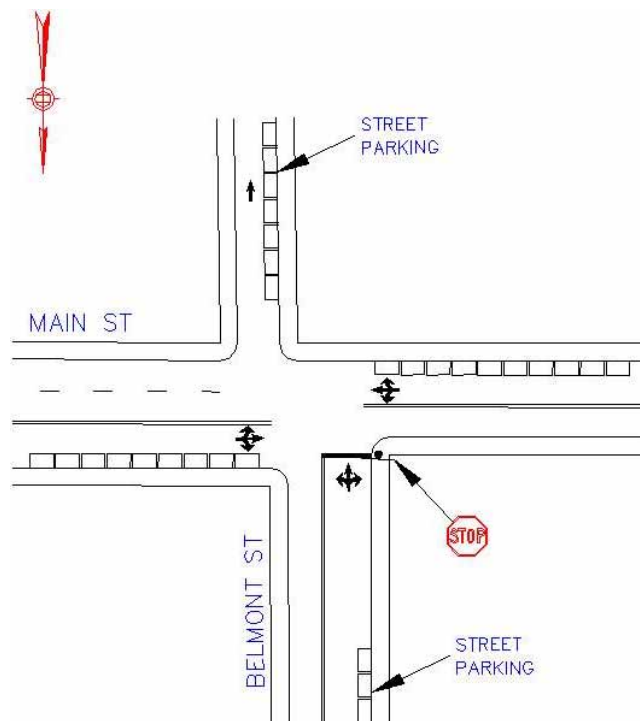 STREET
PARKING
MAIN ST
STOP
BELMONT ST
STREET
PARKING